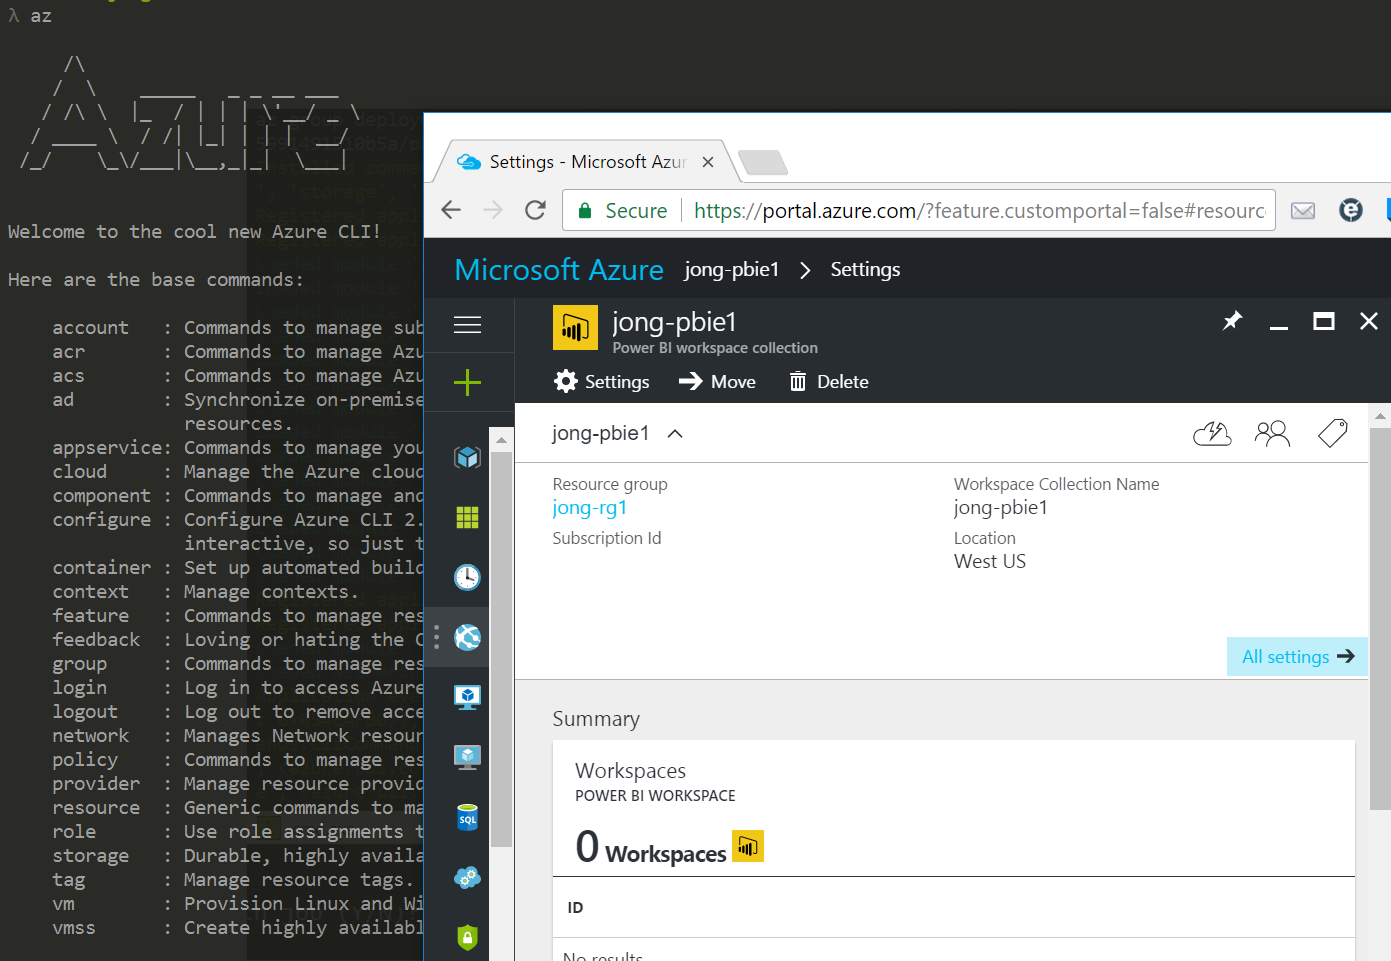 λ az
Azure
Welcome to the cool new Azure CLI!
Here are the base commands:
account : Commands to manage sub
acr : Commands to manage Azu
acs : Commands to manage Azu
ad : Synchronize on-premise
resources.
appservice: Commands to manage you
cloud : Manage the Azure cloud
component : Commands to manage and
configure : Configure Azure CLI 2.
interactive, so just t
container : Set up automated build
context : Manage contexts.
feature : Commands to manage res
feedback : Loving or hating the C
group : Commands to manage res
login : Log in to access Azure
logout : Log out to remove acce
network : Manages Network resour
policy : Commands to manage res
provider : Manage resource provid
resource : Generic commands to ma
role : Use role assignments t
storage : Durable, highly availa
tag : Manage resource tags.
vm : Provision Linux and Wi
vmss : Create highly availabl
Settings - Microsoft Azur
Secure https://portal.azure.com/?feature.customportal=false#resourc
Microsoft Azure jong-pbie1 > Settings
jong-pbie1
Power BI workspace collection
Settings Move Delete
jong-pbie1
Resource group
jong-rg1
Subscription Id
Workspace Collection Name
jong-pbie1
Location
West US
All settings
Summary
Workspaces
POWER BI WORKSPACE
0 Workspaces
ID
No results
SQL